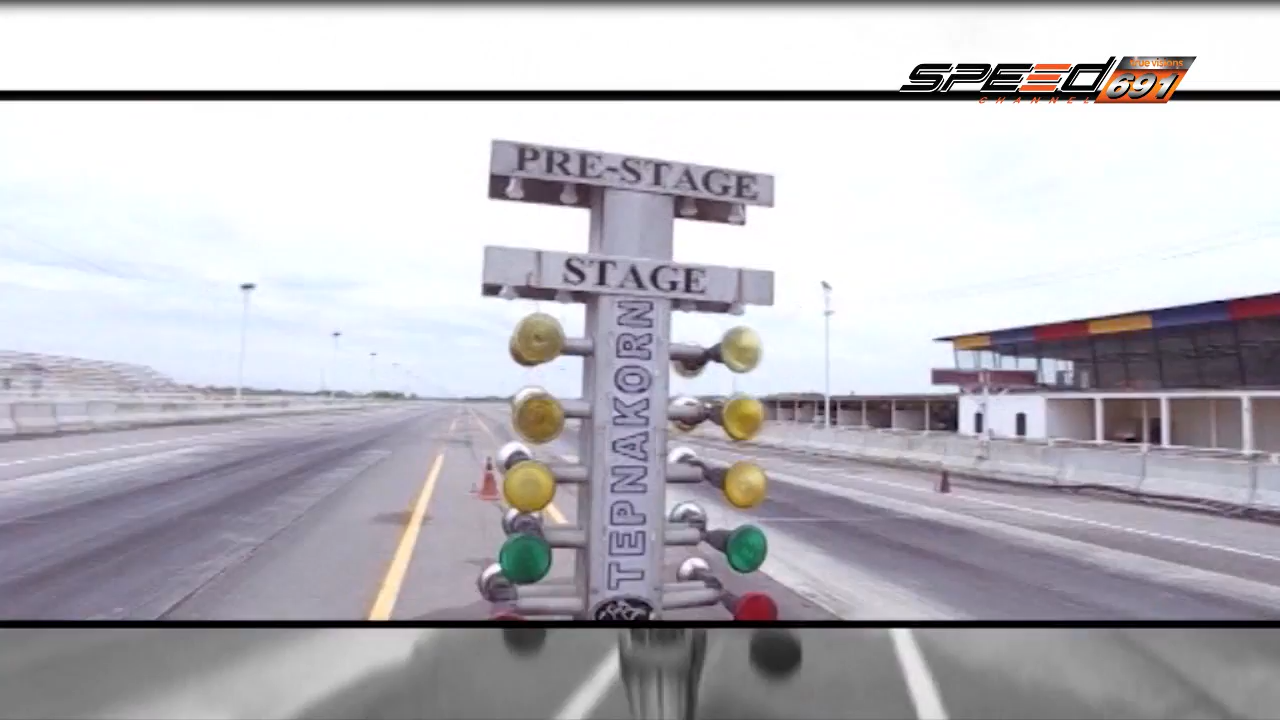 true visions
SPEED 691
CHANNEL
PRE-STAGE
STAGE
TEPNAKORN